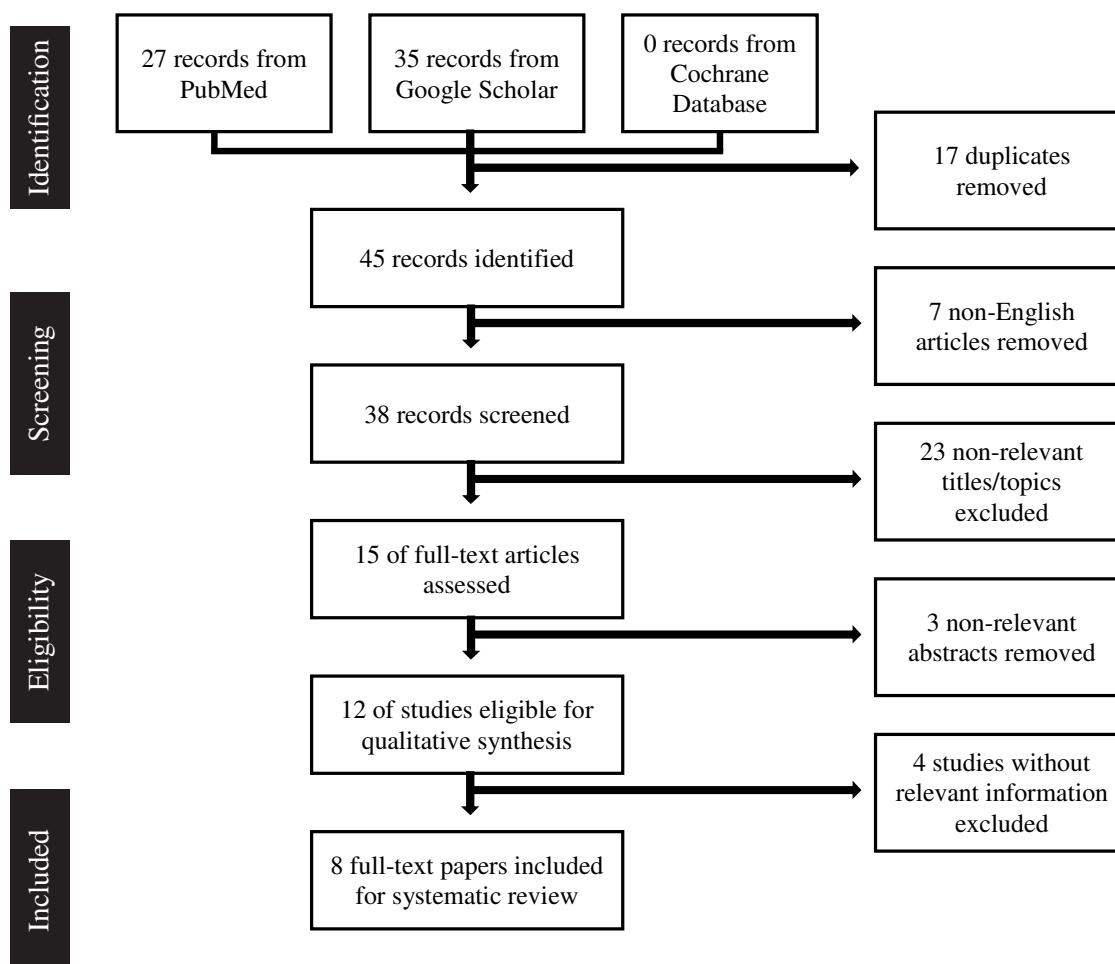 Identification
27 records from
PubMed
35 records from
Google Scholar
0 records from
Cochrane
Database
17 duplicates
removed
45 records identified
Screening
7 non-English
articles removed
38 records screened
23 non-relevant
titles/topics
excluded
Eligibility
15 of full-text articles
assessed
3 non-relevant
abstracts removed
12 of studies eligible for
qualitative synthesis
4 studies without
relevant information
excluded
Included
8 full-text papers included
for systematic review